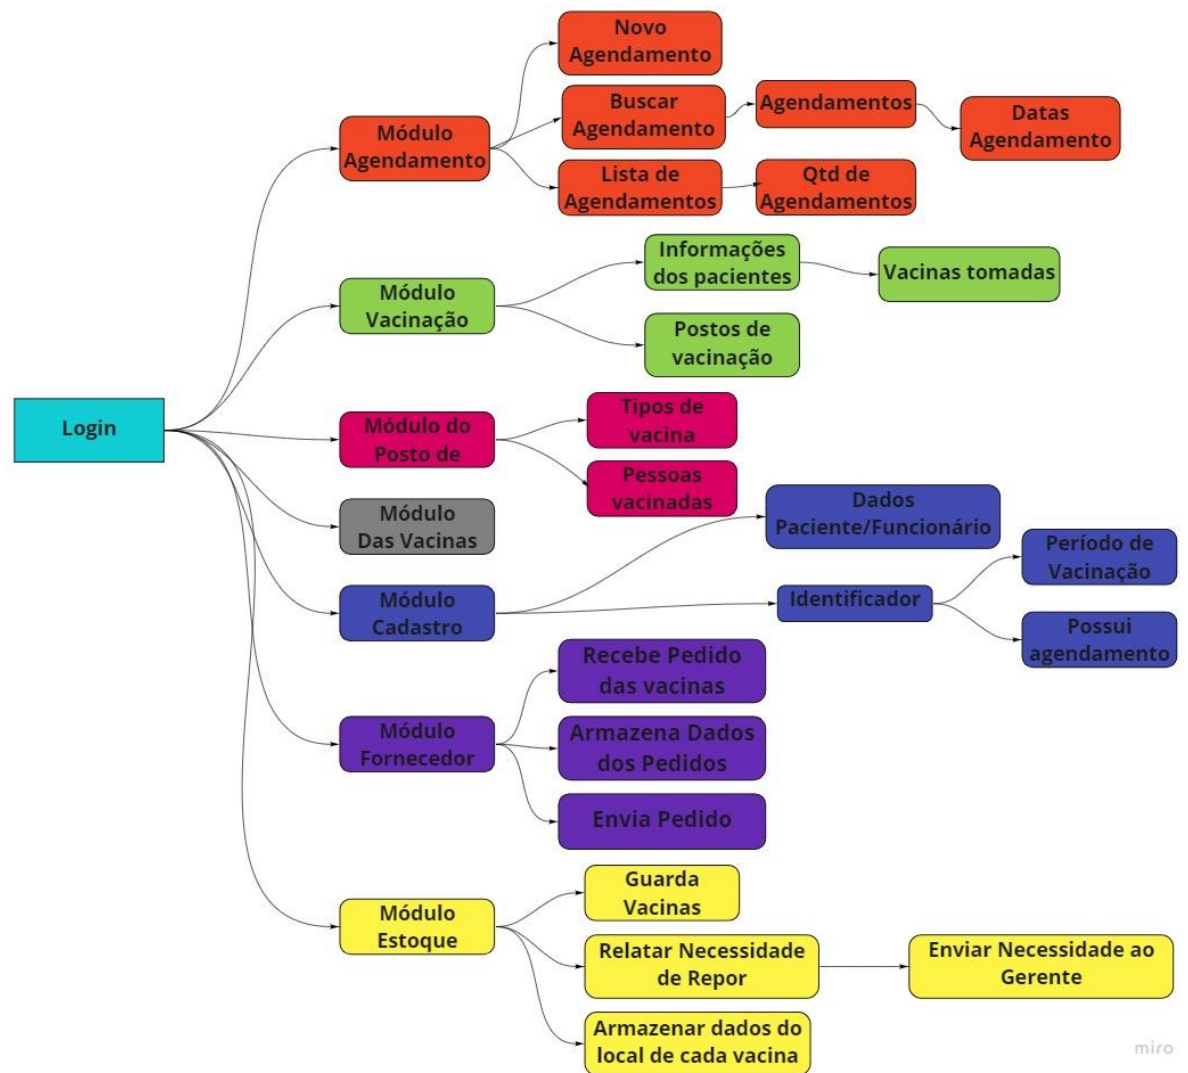 Novo
Agendamento
Buscar
Agendamento
Agendamentos
Datas
Agendamento
Módulo
Agendamento
Lista de
Agendamentos
Qtd de
Agendamentos
Informações
dos pacientes
Vacinas tomadas
Módulo
Vacinação
Postos de
vacinação
Login
Módulo do
Posto de
Tipos de
vacina
Pessoas
vacinadas
Módulo
Das Vacinas
Dados
Paciente/Funcionário
Módulo
Cadastro
Identificador
Período de
Vacinação
Possui
agendamento
Recebe Pedido
das vacinas
Módulo
Fornecedor
Armazena Dados
dos Pedidos
Envia Pedido
Guarda
Vacinas
Módulo
Estoque
Relatar Necessidade
de Repor
Enviar Necessidade ao
Gerente
Armazenar dados do
local de cada vacina
miro